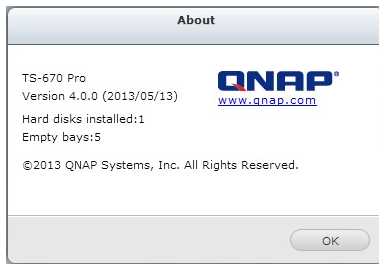 About
TS-670 Pro
Version 4.0.0 (2013/05/13)
QNAP®
www.qnap.com
Hard disks installed:1
Empty bays:5
©2013 QNAP Systems, Inc. All Rights Reserved.
OK